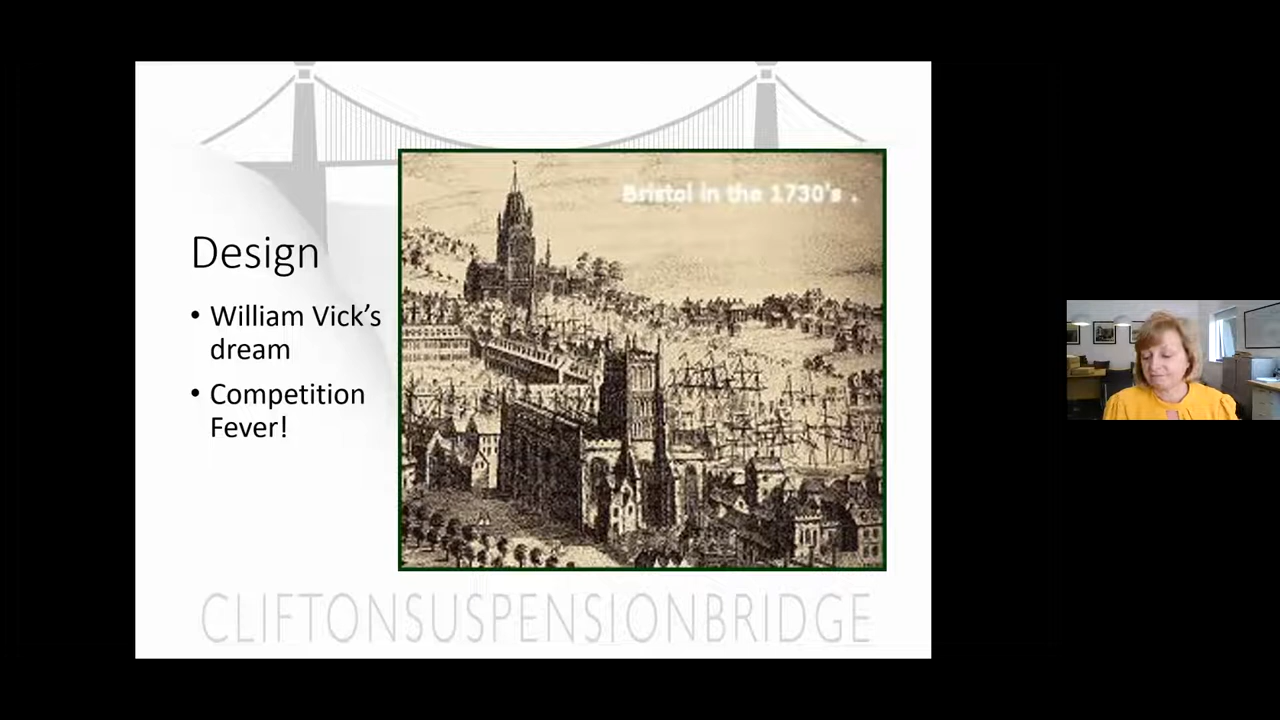 Bristol in the 1730's .
Design
• William Vick’s
dream
• Competition
Fever!
CLIFTONSUSPENSIONBRIDGE